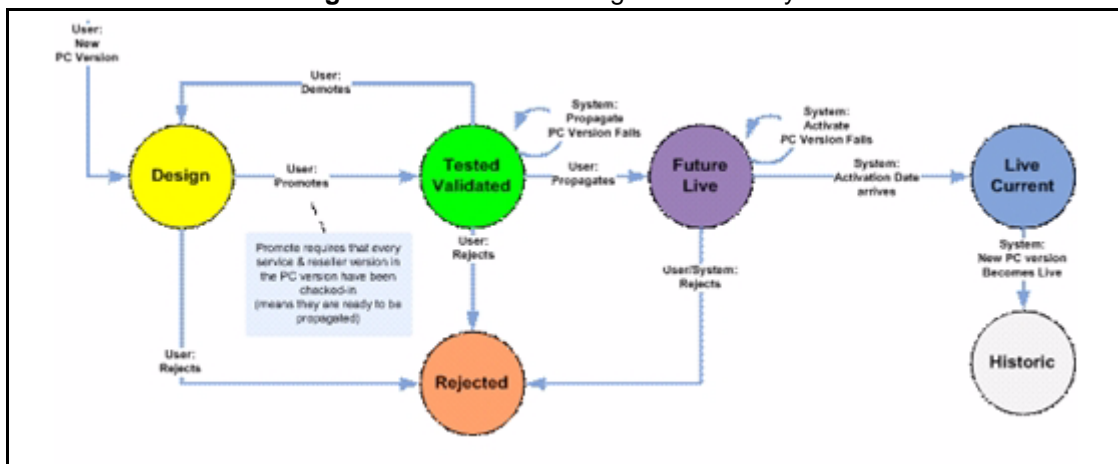 User:
New
PC Version
User:
Demotes
System:
Propagate
PC Version Fails
System:
Activate
PC Version Fails
Design
User:
Promotes
Tested
Validated
User:
Propagates
Future
Live
System:
Activation Date
arrives
Live
Current
Promote requires that every
service & reseller version in
the PC version have been
checked-in
(means they are ready to be
propagated)
User:
Rejects
User/System:
Rejects
System:
New PC version
Becomes Live
User:
Rejects
Rejected
Historic